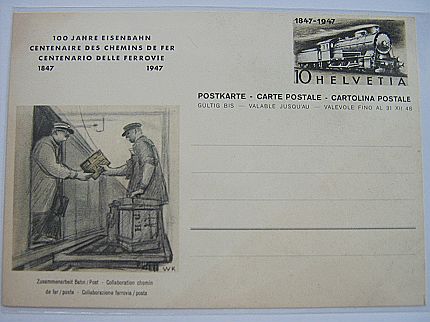 100 JAHRE EISENBAHN
CENTENAIRE DES CHEMINS DE FER
CENTENARIO DELLE FERROVIE
1847 1947
1847-1947
10 HELVETIA
POSTKARTE - CARTE POSTALE - CARTOLINA POSTALE
GÜLTIG BIS — VALABLE JUSQU'AU — VALEVOLE FINO AL 31 XII 48
WK
Zusammenarbeit Bahn / Post - Collaboration chemin
de fer / poste - Collaborazione ferrovia / posta